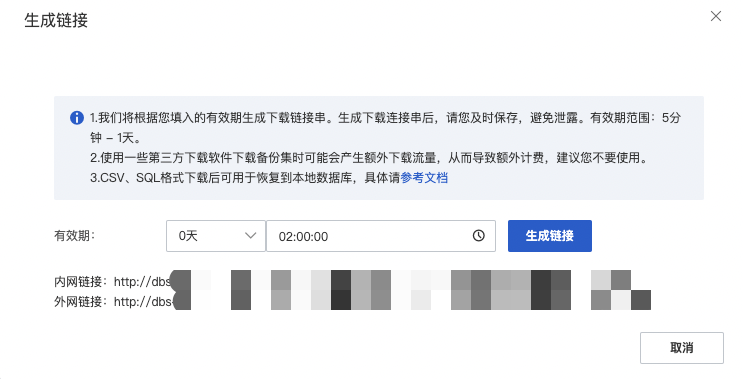 生成链接
1.我们将根据您填入的有效期生成下载链接串。生成下载连接串后，请您及时保存，避免泄露。有效期范围：5分
钟 – 1天。
2.使用一些第三方下载软件下载备份集时可能会产生额外下载流量，从而导致额外计费，建议您不要使用。
3.CSV、SQL格式下载后可用于恢复到本地数据库，具体请参考文档
有效期： 0天 02:00:00 生成链接
内网链接：http://dbs
外网链接：http://dbs
取消